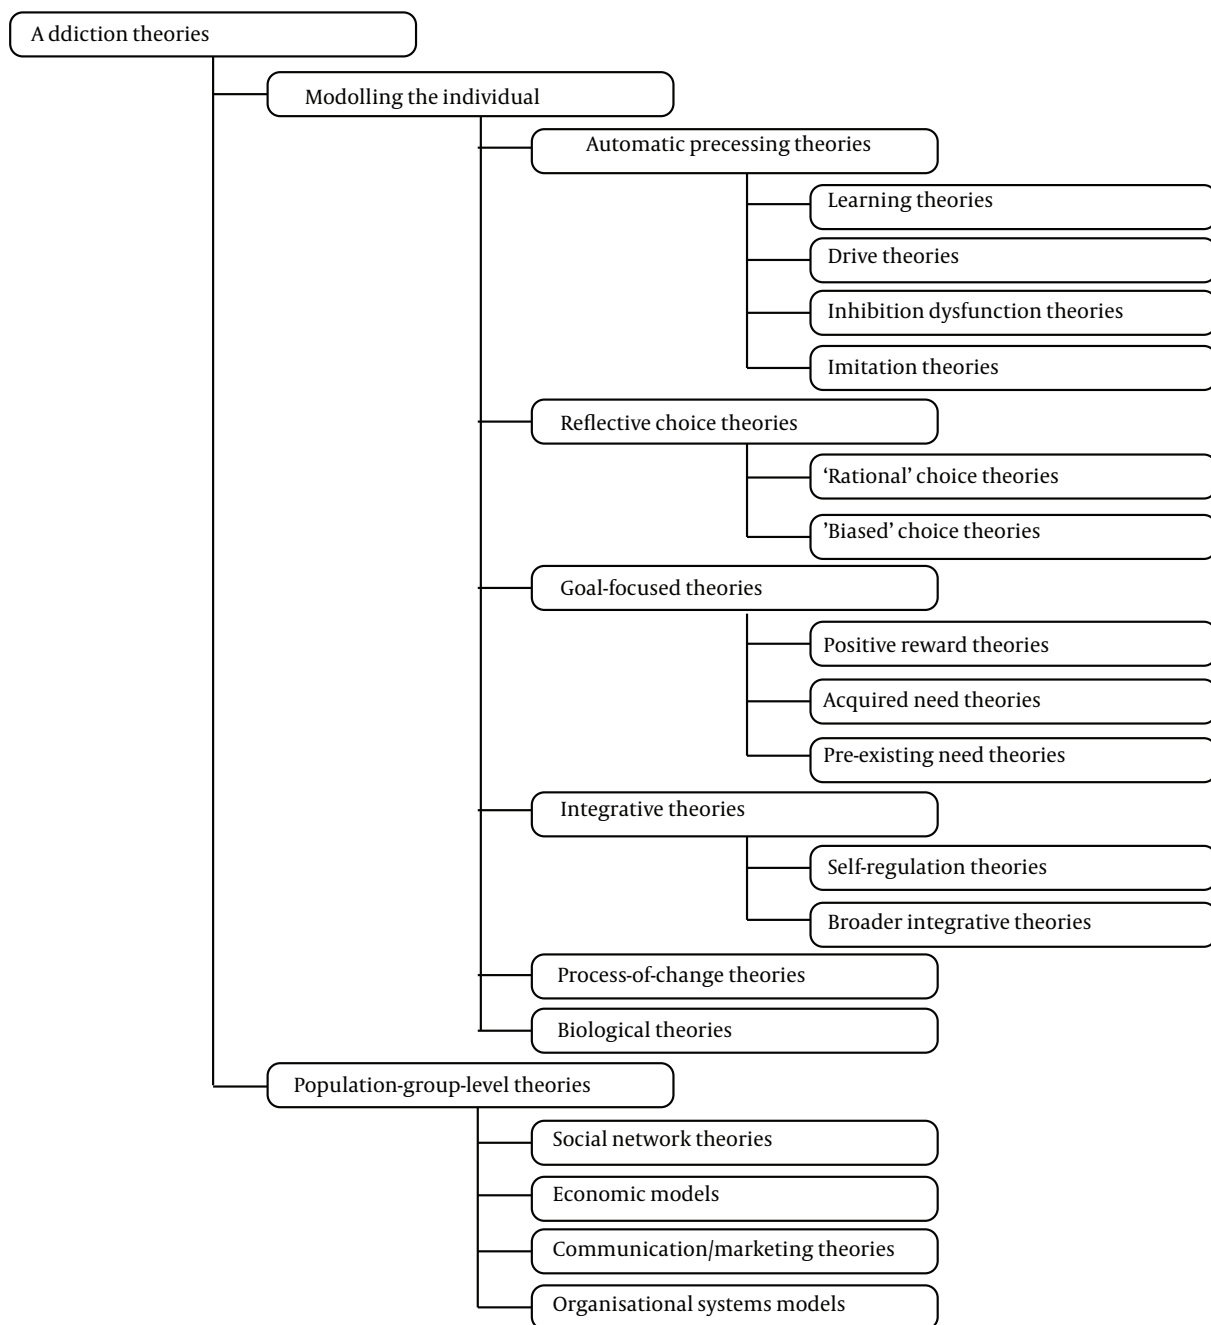 A ddiction theories
Modolling the individual
Automatic precessing theories
Learning theories
Drive theories
Inhibition dysfunction theories
Imitation theories
Reflective choice theories
‘Rational’ choice theories
’Biased’ choice theories
Goal-focused theories
Positive reward theories
Acquired need theories
Pre-existing need theories
Integrative theories
Self-regulation theories
Broader integrative theories
Process-of-change theories
Biological theories
Population-group-level theories
Social network theories
Economic models
Communication/marketing theories
Organisational systems models